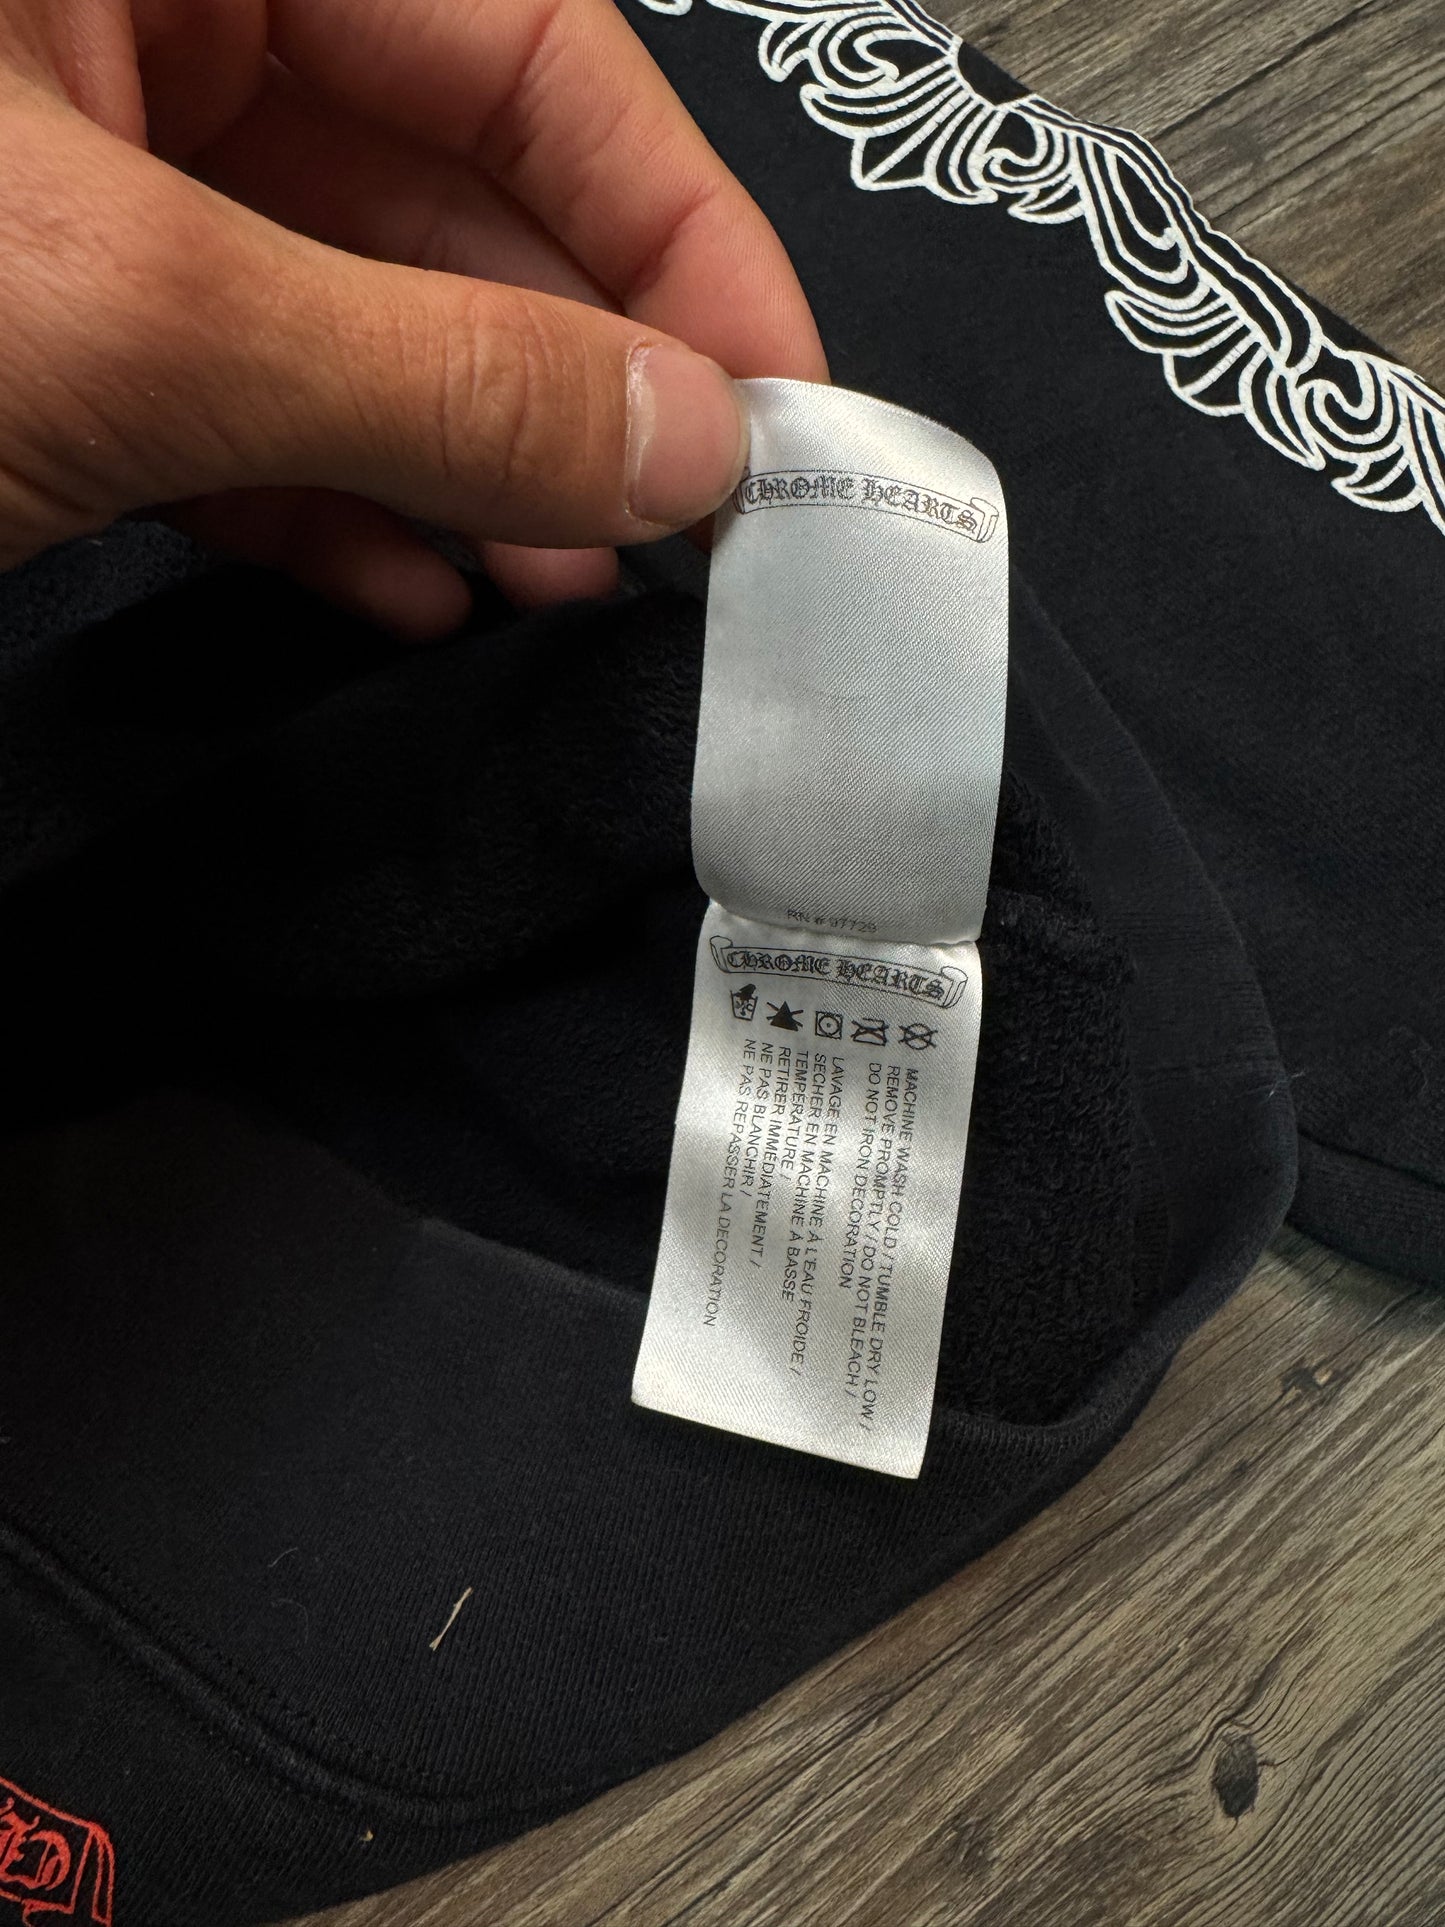 CHROME HEARTS
RN # 97729
CHROME HEARTS
MACHINE WASH COLD / TUMBLE DRY LOW /
REMOVE PROMPTLY / DO NOT BLEACH /
DO NOT IRON DECORATION
LAVAGE EN MACHINE À L'EAU FROIDE /
SECHER EN MACHINE À BASSE
TEMPERATURE /
RETIRER IMMÉDIATEMENT /
NE PAS BLANCHIR /
NE PAS REPASSER LA DECORATION